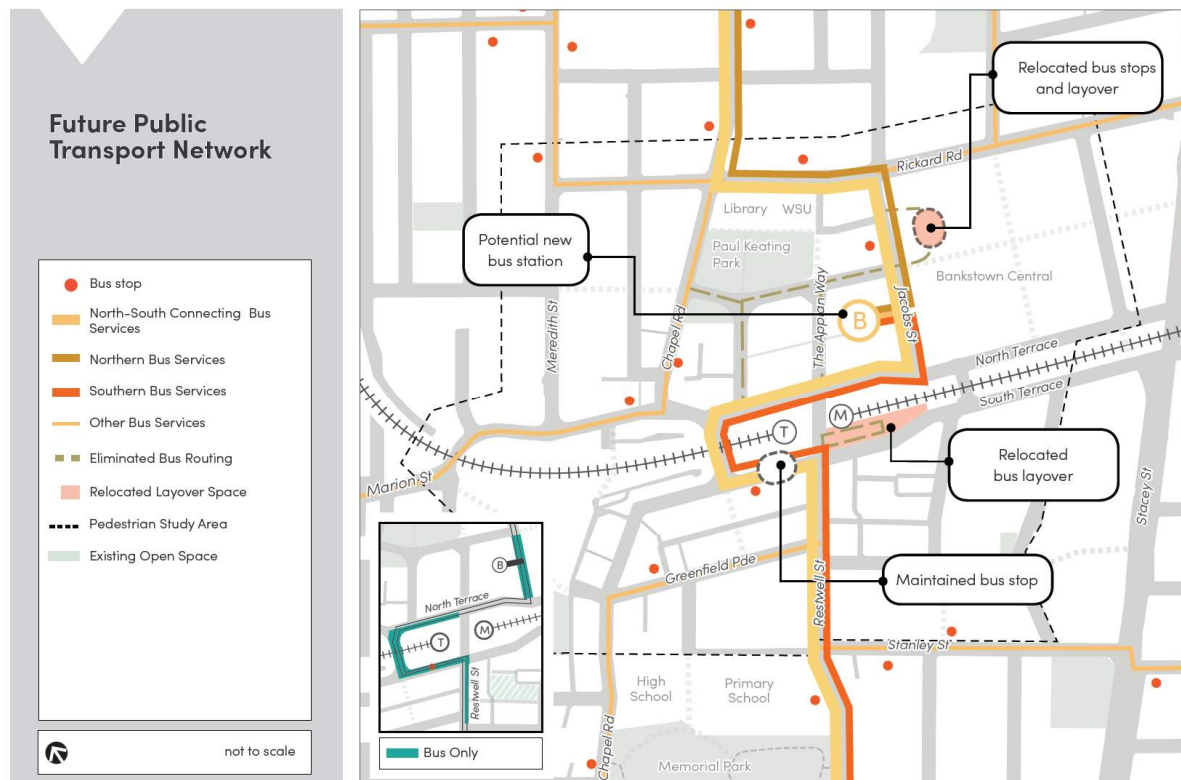 Future Public
Transport Network
Bus stop
North-South Connecting Bus
Services
Northern Bus Services
Southern Bus Services
Other Bus Services
Eliminated Bus Routing
Relocated Layover Space
Pedestrian Study Area
Existing Open Space
not to scale
Relocated bus stops
and layover
Rickard Rd
Library
WSU
Potential new
bus station
Paul Keating
Park
Bankstown Central
Meredith St
Chapel Rd
The Appian Way
Jacobs St
B
North Terrace
South Terrace
M
T
Marion St
Relocated
bus layover
Stacey St
Greenfield Pde
Restwell St
Maintained bus stop
Stanley St
High
School
Primary
School
Chapel Rd
Memorial Park
B
North Terrace
M
T
Restwell St
Bus Only